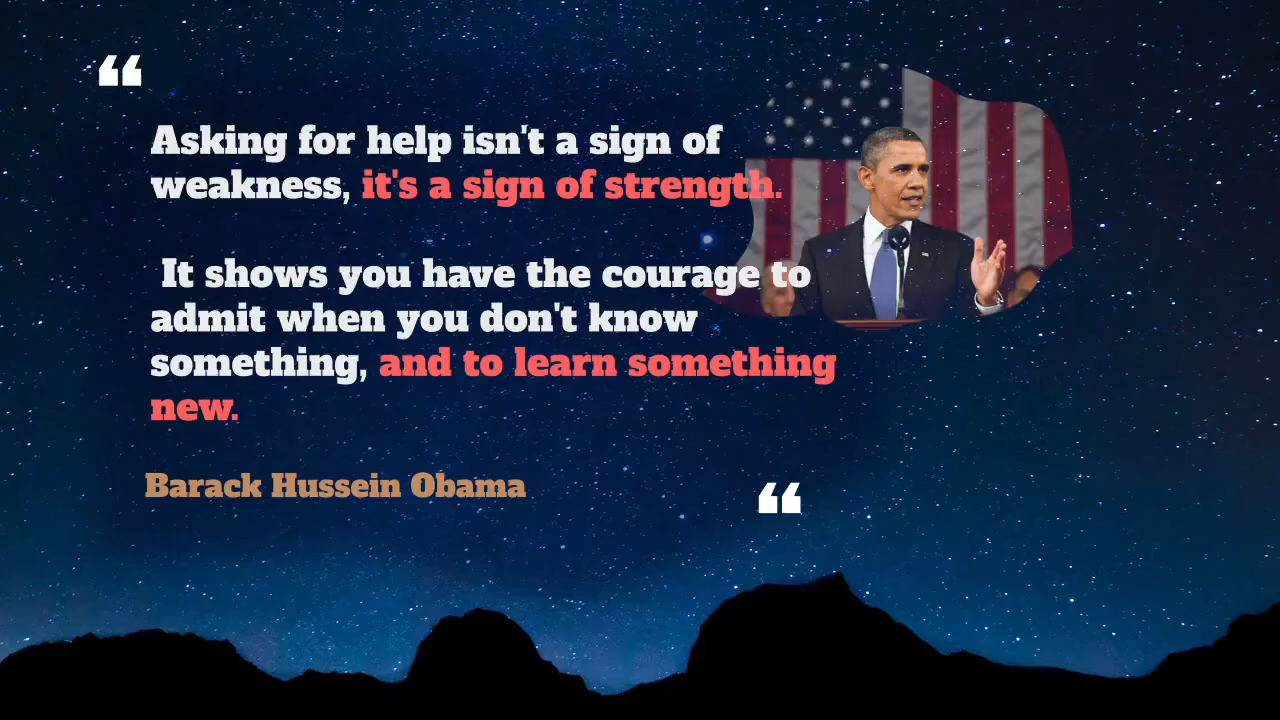 ❝
Asking for help isn't a sign of
weakness, it's a sign of strength.
It shows you have the courage to
admit when you don't know
something, and to learn something
new.
Barack Hussein Obama
❝